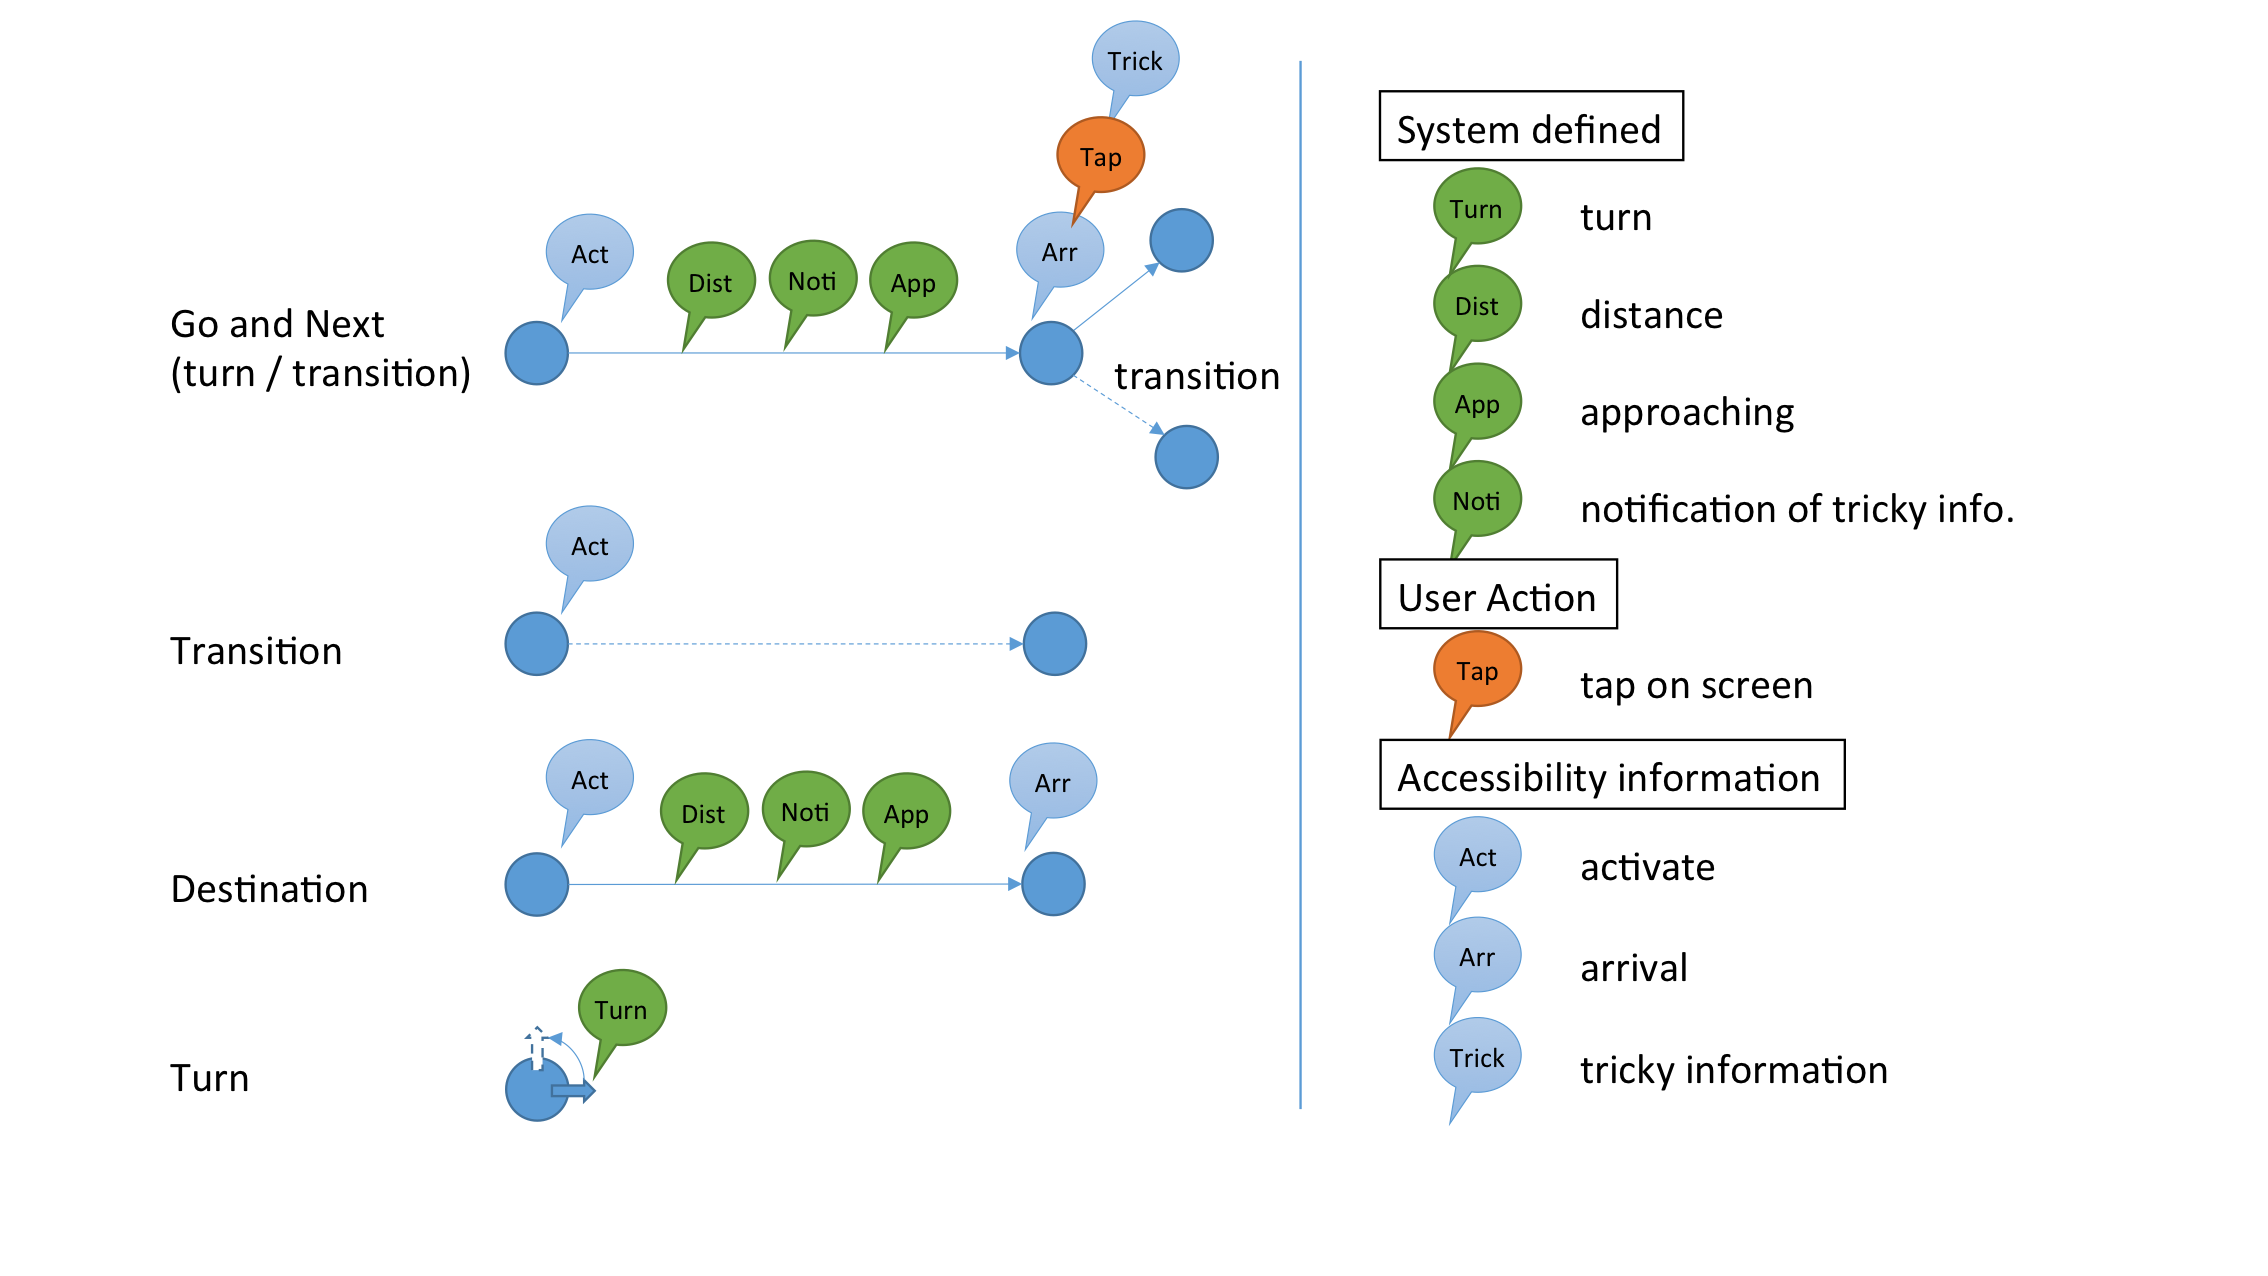 Trick
Tap
Act
Dist
Noti
App
Arr
Go and Next
(turn / transition)
transition
Act
Transition
Act
Dist
Noti
App
Arr
Destination
Turn
Turn
System defined
Turn
turn
Dist
distance
App
approaching
Noti
notification of tricky info.
User Action
Tap
tap on screen
Accessibility information
Act
activate
Arr
arrival
Trick
tricky information